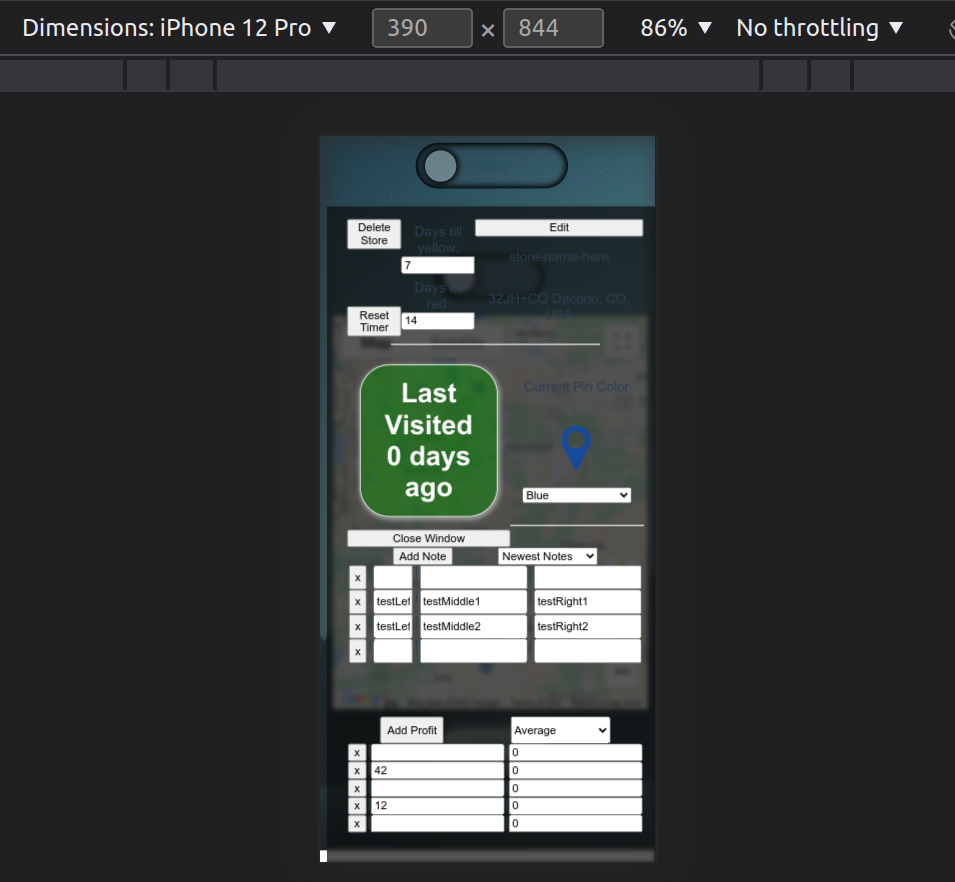 Dimensions: iPhone 12 Pro ▼ 390 × 844 86% ▼ No throttling ▼
View
Delete
Store
Days till
yellow:
7
Edit
store-name-here
Days
red:
14
32JH+CQ Dacono, CO,
USA
Reset
Timer
Map
Last
Visited
0 days
ago
Current Pin Color
Blue
Close Window
Add Note
Newest Notes
x
x testLef testMiddle1 testRight1
x testLef testMiddle2 testRight2
x
Add Profit
Average
x 0
x 42 0
x 0
x 12 0
x 0